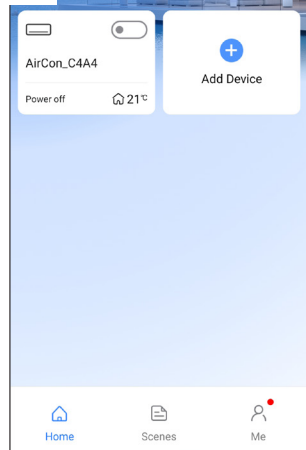 AirCon_C4A4
Add Device
Power off
21℃
Home
Scenes
Me